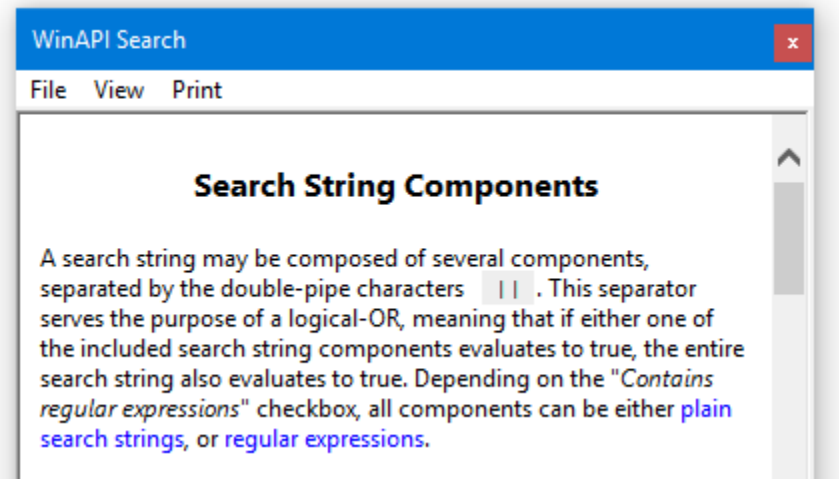 WinAPI Search
x
File View Print
Search String Components
A search string may be composed of several components,
separated by the double-pipe characters || . This separator
serves the purpose of a logical-OR, meaning that if either one of
the included search string components evaluates to true, the entire
search string also evaluates to true. Depending on the "Contains
regular expressions" checkbox, all components can be either plain
search strings, or regular expressions.